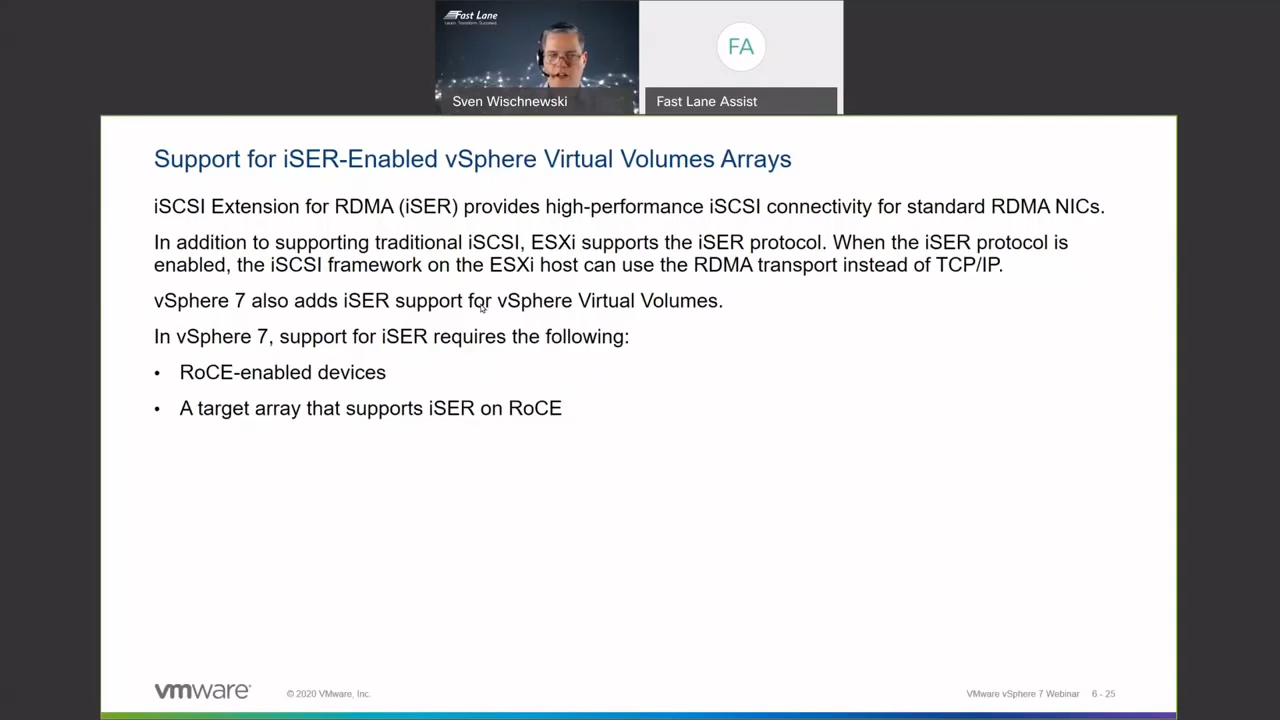 Fast Lane
Sven Wischnewski
FA
Fast Lane Assist
Support for iSER-Enabled vSphere Virtual Volumes Arrays
iSCSI Extension for RDMA (iSER) provides high-performance iSCSI connectivity for standard RDMA NICs.
In addition to supporting traditional iSCSI, ESXi supports the iSER protocol. When the iSER protocol is
enabled, the iSCSI framework on the ESXi host can use the RDMA transport instead of TCP/IP.
vSphere 7 also adds iSER support for vSphere Virtual Volumes.
In vSphere 7, support for iSER requires the following:
• RoCE-enabled devices
• A target array that supports iSER on RoCE
vmware®
© 2020 VMware, Inc.
VMware vSphere 7 Webinar 6 - 25